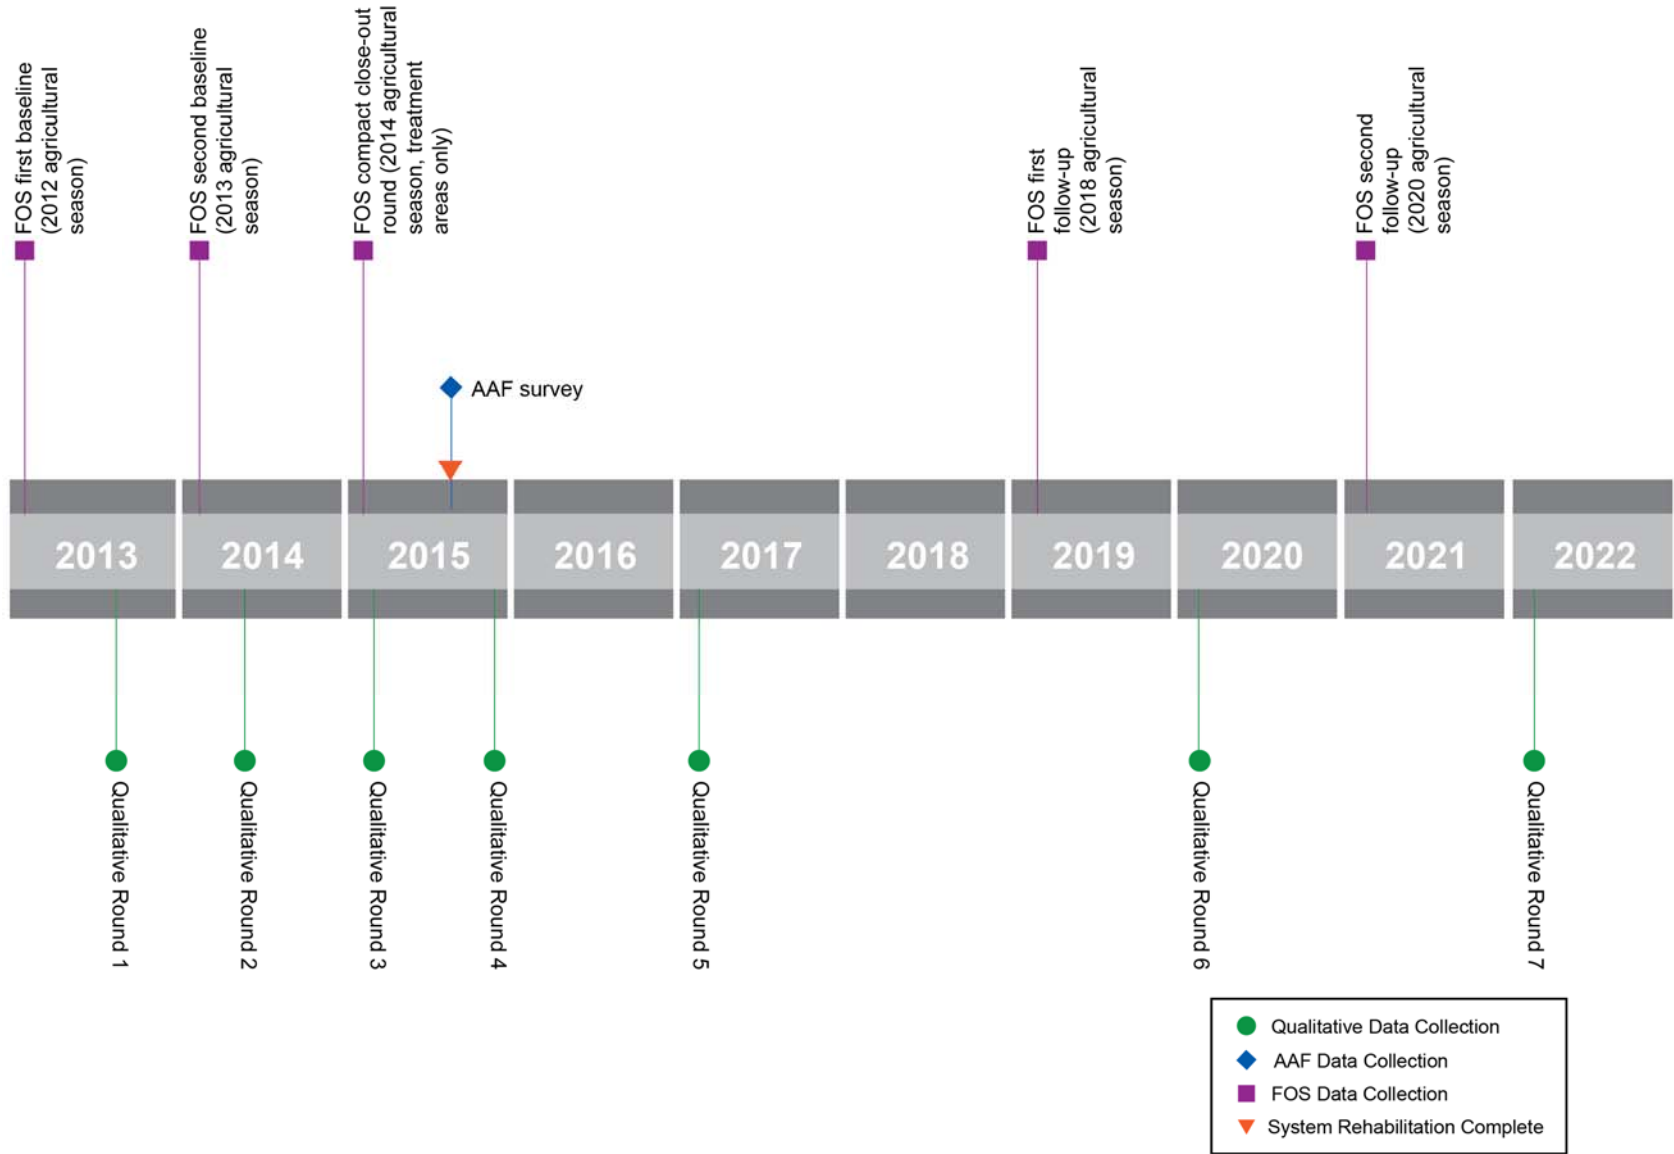 FOS first baseline
(2012 agricultural
season)
FOS second baseline
(2013 agricultural
season)
FOS compact close-out
round (2014 agricultural
season, treatment
areas only)
FOS first
follow-up
(2018 agricultural
season)
FOS second
follow-up
(2020 agricultural
season)
AAF survey
2013
2014
2015
2016
2017
2018
2019
2020
2021
2022
Qualitative Round 1
Qualitative Round 2
Qualitative Round 3
Qualitative Round 4
Qualitative Round 5
Qualitative Round 6
Qualitative Round 7
Qualitative Data Collection
AAF Data Collection
FOS Data Collection
System Rehabilitation Complete